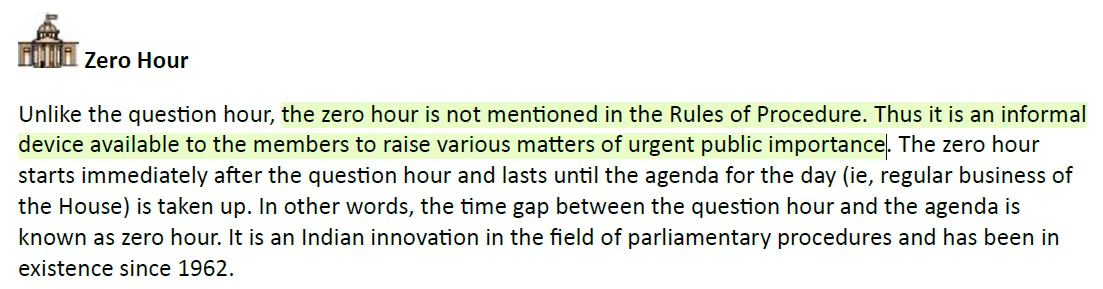 Zero Hour
Unlike the question hour, the zero hour is not mentioned in the Rules of Procedure. Thus it is an informal
device available to the members to raise various matters of urgent public importance. The zero hour
starts immediately after the question hour and lasts until the agenda for the day (ie, regular business of
the House) is taken up. In other words, the time gap between the question hour and the agenda is
known as zero hour. It is an Indian innovation in the field of parliamentary procedures and has been in
existence since 1962.